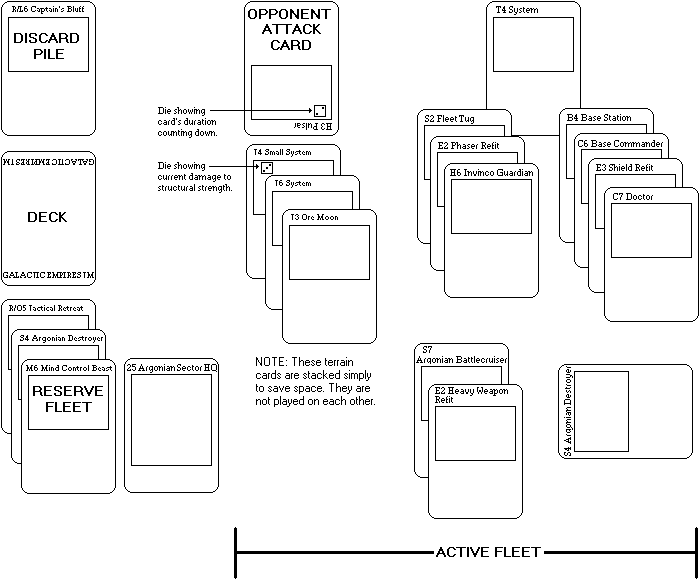 R/L6 Captain's Bluff
DISCARD
PILE
GALACTIC EMPIRES TM
DECK
GALACTIC EMPIRES TM
R/O5 Tactical Retreat
S4 Argonian Destroyer
M6 Mind Control Beast
RESERVE
FLEET
25 Argonian Sector HQ
OPPONENT
ATTACK
CARD
Die showing
card's duration
counting down.
H3 Pulsar
Die showing
current damage to
structural strength.
T4 Small System
T6 System
T3 Ore Moon
NOTE: These terrain
cards are stacked simply
to save space. They are
not played on each other.
T4 System
S2 Fleet Tug
E2 Phaser Refit
H6 Invinco Guardian
B4 Base Station
C6 Base Commander
E3 Shield Refit
C7 Doctor
S7
Argonian Battlecruiser
E2 Heavy Weapon
Refit
S4 Argonian Destroyer
ACTIVE FLEET